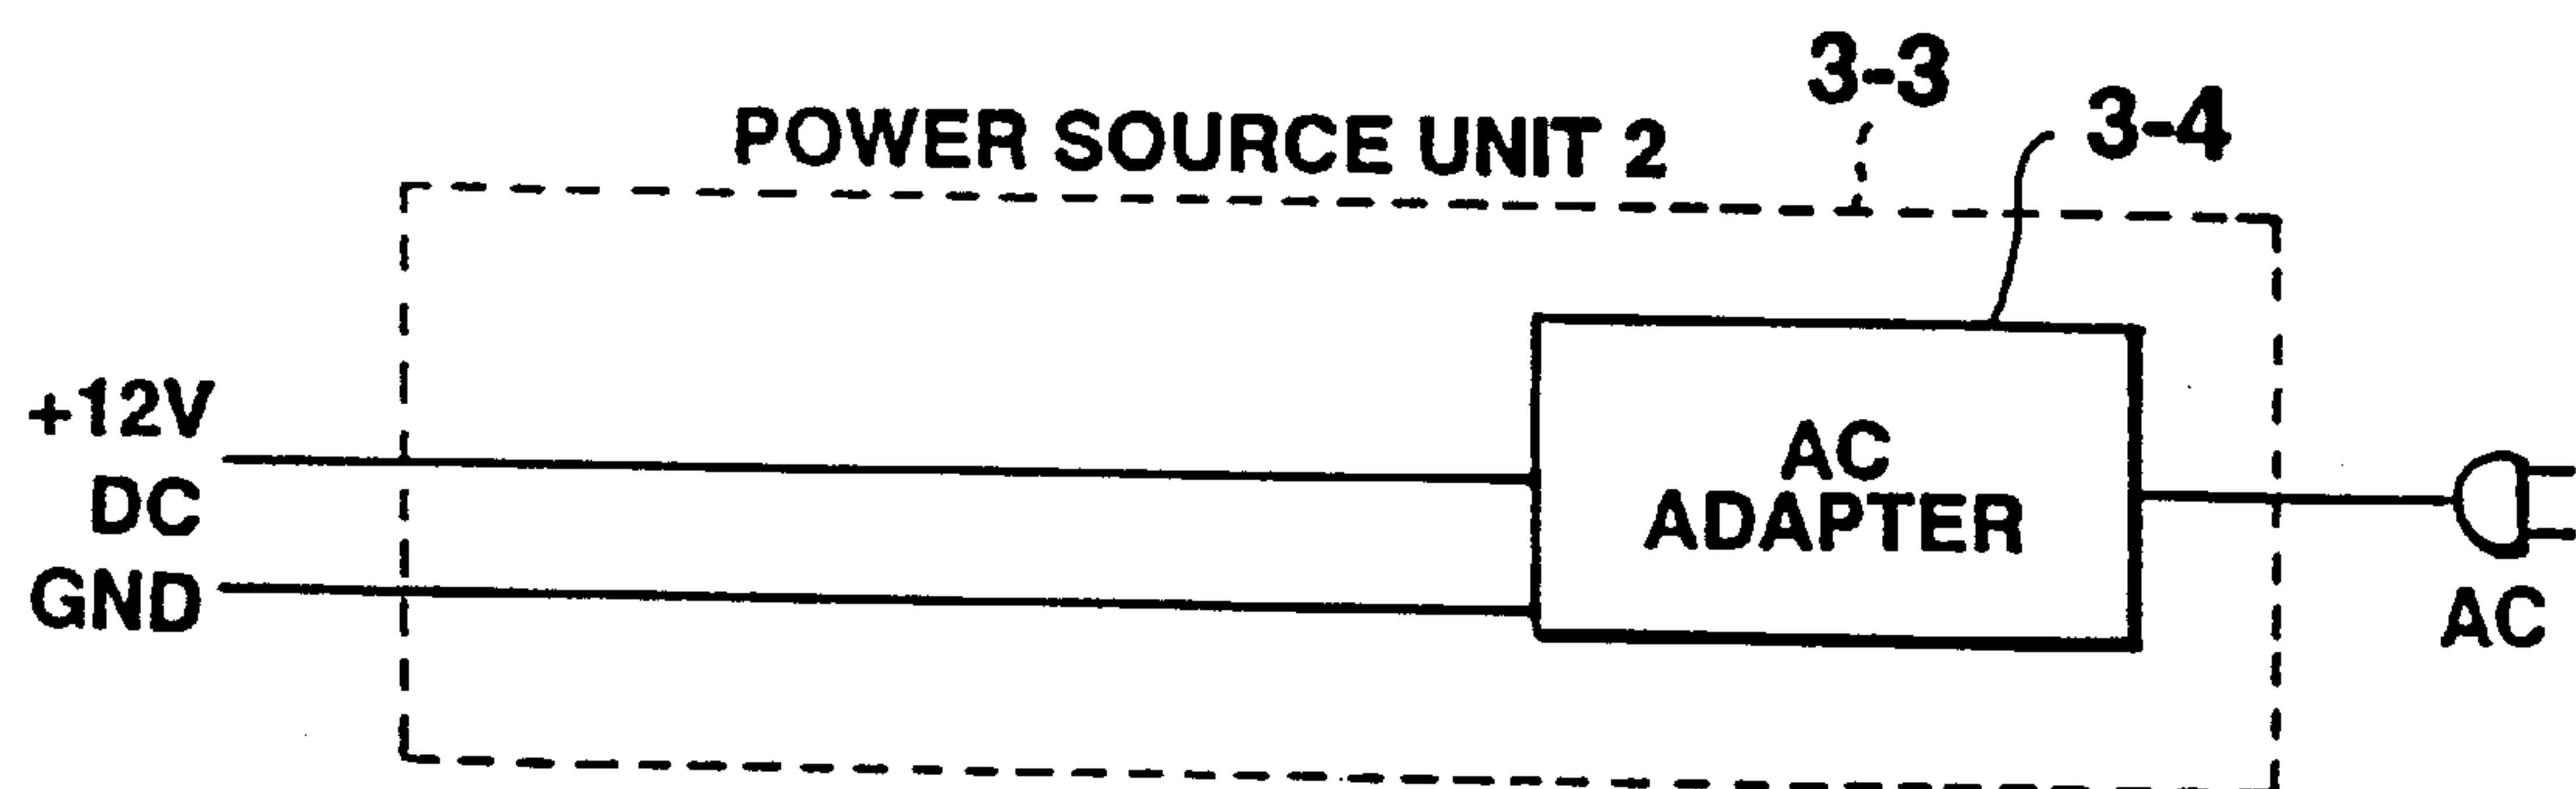 3-3
3-4
POWER SOURCE UNIT 2
+12V
DC
GND
AC
ADAPTER
AC